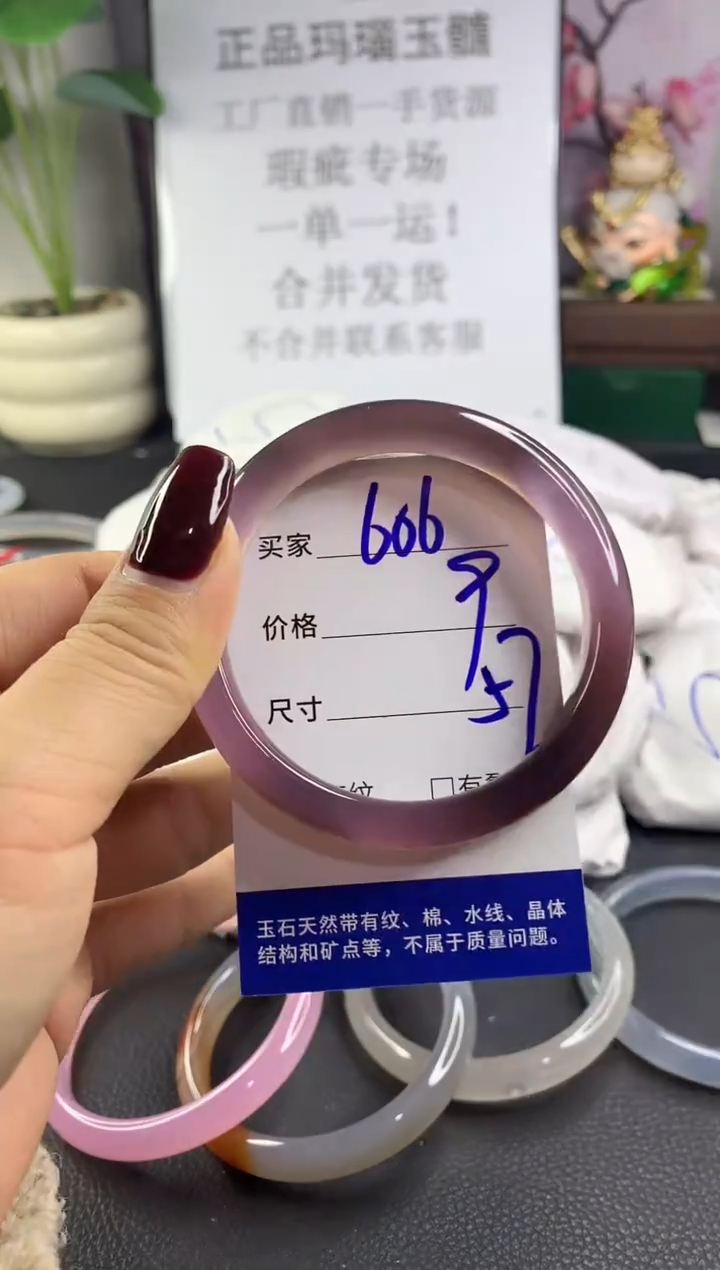 正品玛瑙玉髓
工厂直销一手货源
瑕疵专场
一单一运!
合并发货
不合并联系客服
买家 606
价格
尺寸 57
纹 □有
玉石天然带有纹、棉、水线、晶体
结构和矿点等，不属于质量问题。